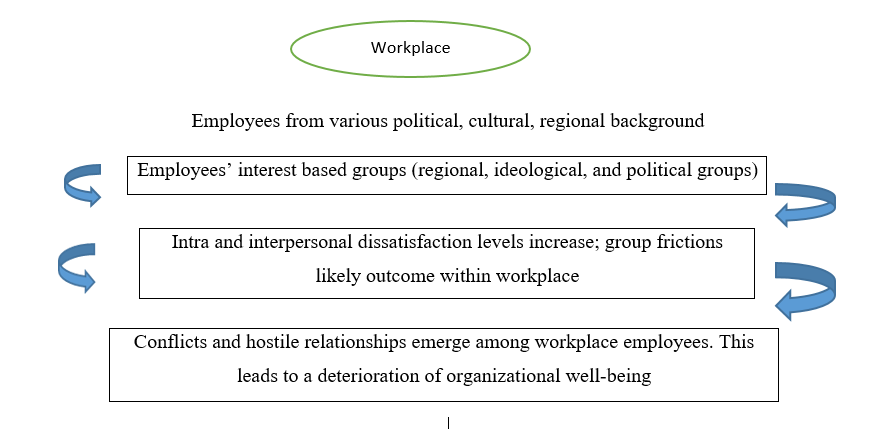 Workplace
Employees from various political, cultural, regional background
Employees’ interest based groups (regional, ideological, and political groups)
Intra and interpersonal dissatisfaction levels increase; group frictions
likely outcome within workplace
Conflicts and hostile relationships emerge among workplace employees. This
leads to a deterioration of organizational well-being